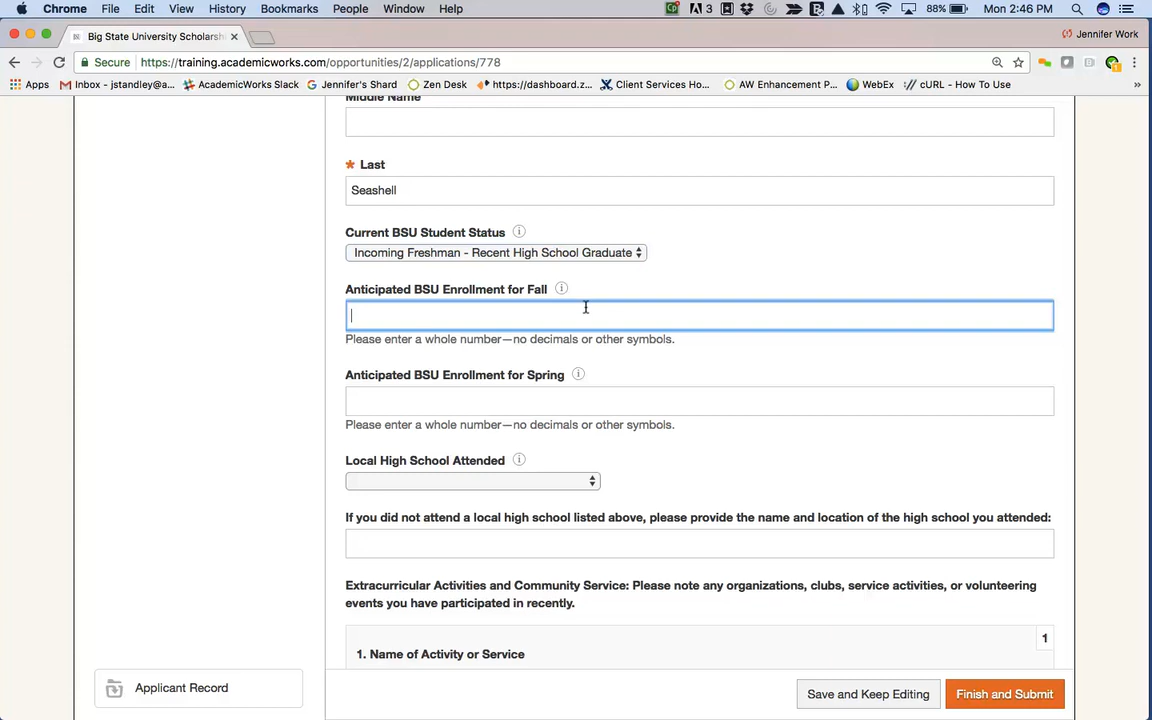 Chrome File Edit View History Bookmarks People Window Help 3 88% Mon 2:46 PM
Big State University Scholarsh Jennifer Work
Secure https://training.academicworks.com/opportunities/2/applications/778
Apps Inbox - jstandley@a... AcademicWorks Slack Jennifer's Shard Zen Desk https://dashboard.z... Client Services Ho... AW Enhancement P... WebEx cURL - How To Use
Middle Name
* Last
Seashell
Current BSU Student Status
Incoming Freshman - Recent High School Graduate
Anticipated BSU Enrollment for Fall
Please enter a whole number—no decimals or other symbols.
Anticipated BSU Enrollment for Spring
Please enter a whole number—no decimals or other symbols.
Local High School Attended
If you did not attend a local high school listed above, please provide the name and location of the high school you attended:
Extracurricular Activities and Community Service: Please note any organizations, clubs, service activities, or volunteering
events you have participated in recently.
1
1. Name of Activity or Service
Applicant Record
Save and Keep Editing Finish and Submit